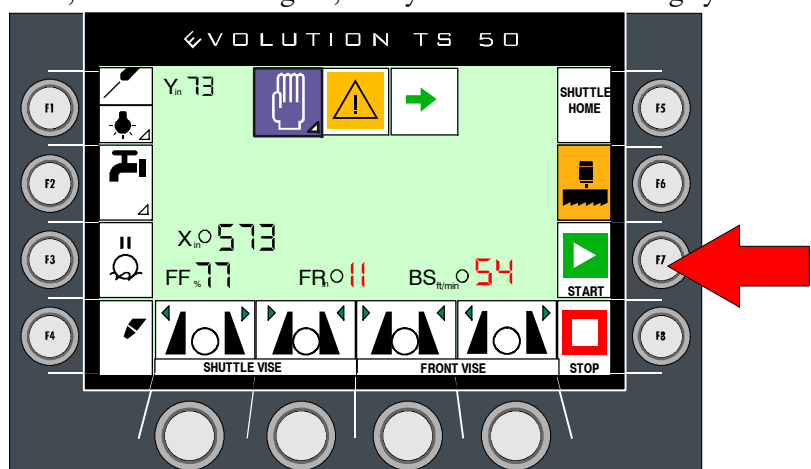 EVOLUTION TS 50
F1
Yin 73
SHUTTLE
HOME
F5
F2
F6
F3
Xin 573
FF% 77
FRin 11
BSft/min 54
START
F7
F4
SHUTTLE VISE
FRONT VISE
STOP
F8